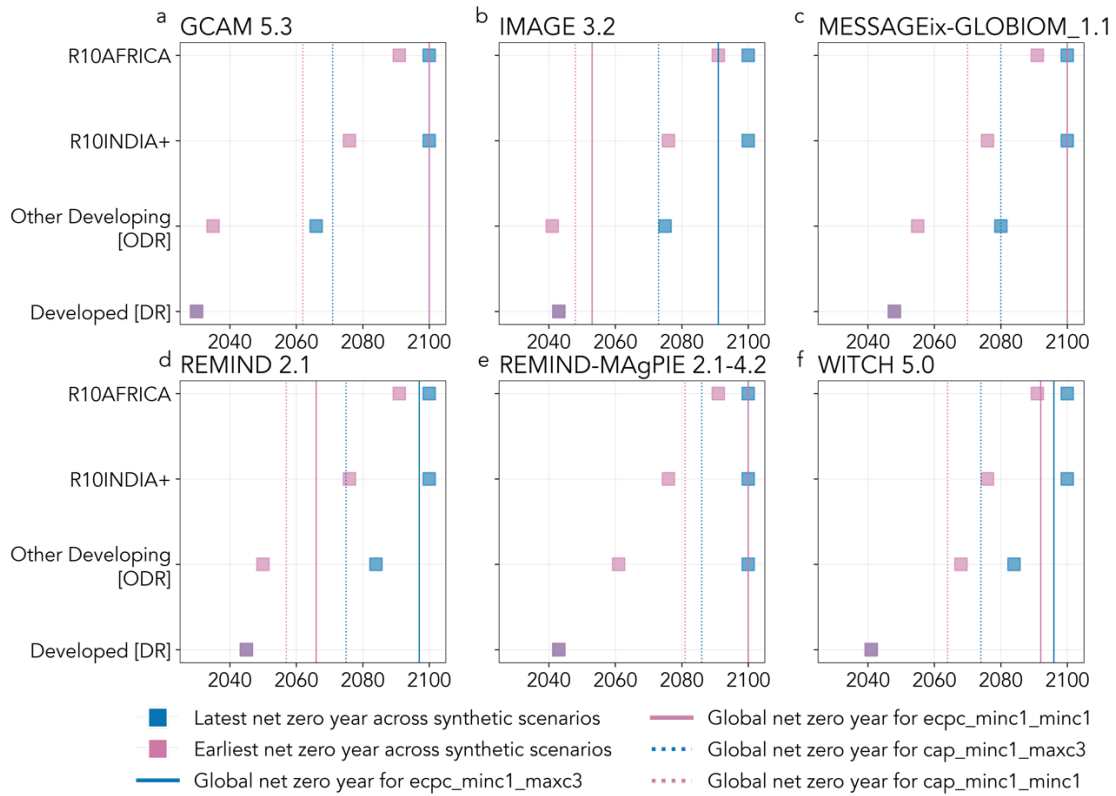 a GCAM 5.3
b IMAGE 3.2
c MESSAGEix-GLOBIOM_1.1
R10AFRICA
R10INDIA+
Other Developing
[ODR]
Developed [DR]
2040 2060 2080 2100
2040 2060 2080 2100
2040 2060 2080 2100
d REMIND 2.1
e REMIND-MAgPIE 2.1-4.2
f WITCH 5.0
R10AFRICA
R10INDIA+
Other Developing
[ODR]
Developed [DR]
2040 2060 2080 2100
2040 2060 2080 2100
2040 2060 2080 2100
Latest net zero year across synthetic scenarios
Earliest net zero year across synthetic scenarios
Global net zero year for ecpc_minc1_maxc3
Global net zero year for ecpc_minc1_minc1
Global net zero year for cap_minc1_maxc3
Global net zero year for cap_minc1_minc1